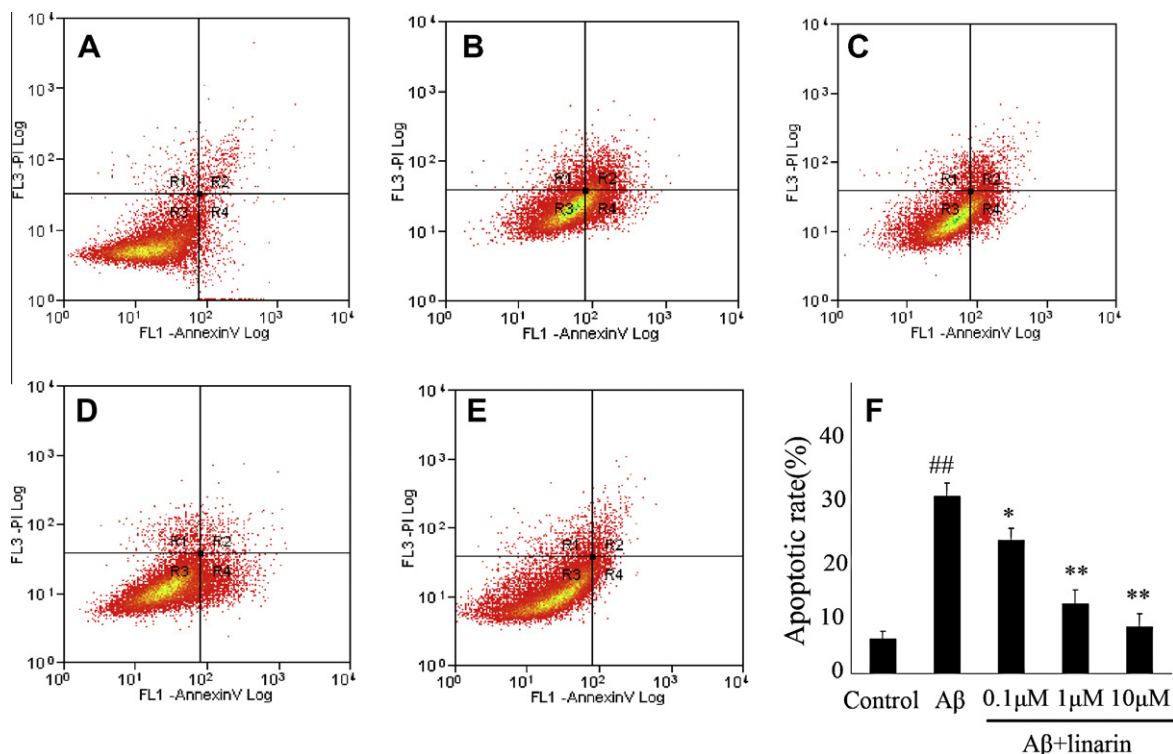 A
10⁴
10³
10²
10¹
10⁰
FL3 -PI Log
R1 R2
R3 R4
10⁰ 10¹ 10² 10³ 10⁴
FL1 -AnnexinV Log
B
10⁴
10³
10²
10¹
10⁰
FL3 -PI Log
R1 R2
R3 R4
10⁰ 10¹ 10² 10³ 10⁴
FL1 -AnnexinV Log
C
10⁴
10³
10²
10¹
10⁰
FL3 -PI Log
R1 R2
R3 R4
10⁰ 10¹ 10² 10³ 10⁴
FL1 -AnnexinV Log
D
10⁴
10³
10²
10¹
10⁰
FL3 -PI Log
R1 R2
R3 R4
10⁰ 10¹ 10² 10³ 10⁴
FL1 -AnnexinV Log
E
10⁴
10³
10²
10¹
10⁰
FL3 -PI Log
R1 R2
R3 R4
10⁰ 10¹ 10² 10³ 10⁴
FL1 -AnnexinV Log
F
Apoptotic rate(%)
40
30
20
10
0
##
*
**
**
Control Aβ 0.1μM 1μM 10μM
Aβ+linarin